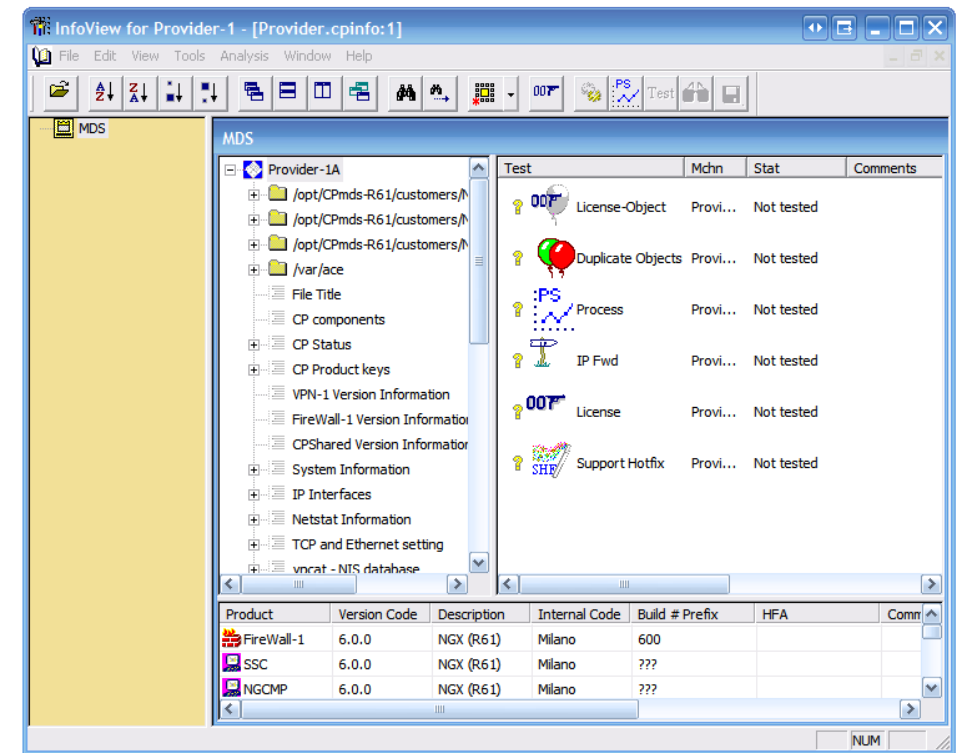 InfoView for Provider-1 - [Provider.cpinfo:1]
File Edit View Tools Analysis Window Help
A Z Z A 007 :PS Test
MDS
MDS
Provider-1A
/opt/CPmds-R61/customers/
/opt/CPmds-R61/customers/
/opt/CPmds-R61/customers/
/var/ace
File Title
CP components
CP Status
CP Product keys
VPN-1 Version Information
FireWall-1 Version Informatio
CPShared Version Information
System Information
IP Interfaces
Netstat Information
TCP and Ethernet setting
ypcat - NIS database
Test Mchn Stat Comments
007 License-Object Provi... Not tested
Duplicate Objects Provi... Not tested
:PS Process Provi... Not tested
IP Fwd Provi... Not tested
007 License Provi... Not tested
SHF Support Hotfix Provi... Not tested
Product Version Code Description Internal Code Build # Prefix HFA Comm
FireWall-1 6.0.0 NGX (R61) Milano 600
SSC 6.0.0 NGX (R61) Milano ???
NGCMP 6.0.0 NGX (R61) Milano ???
NUM